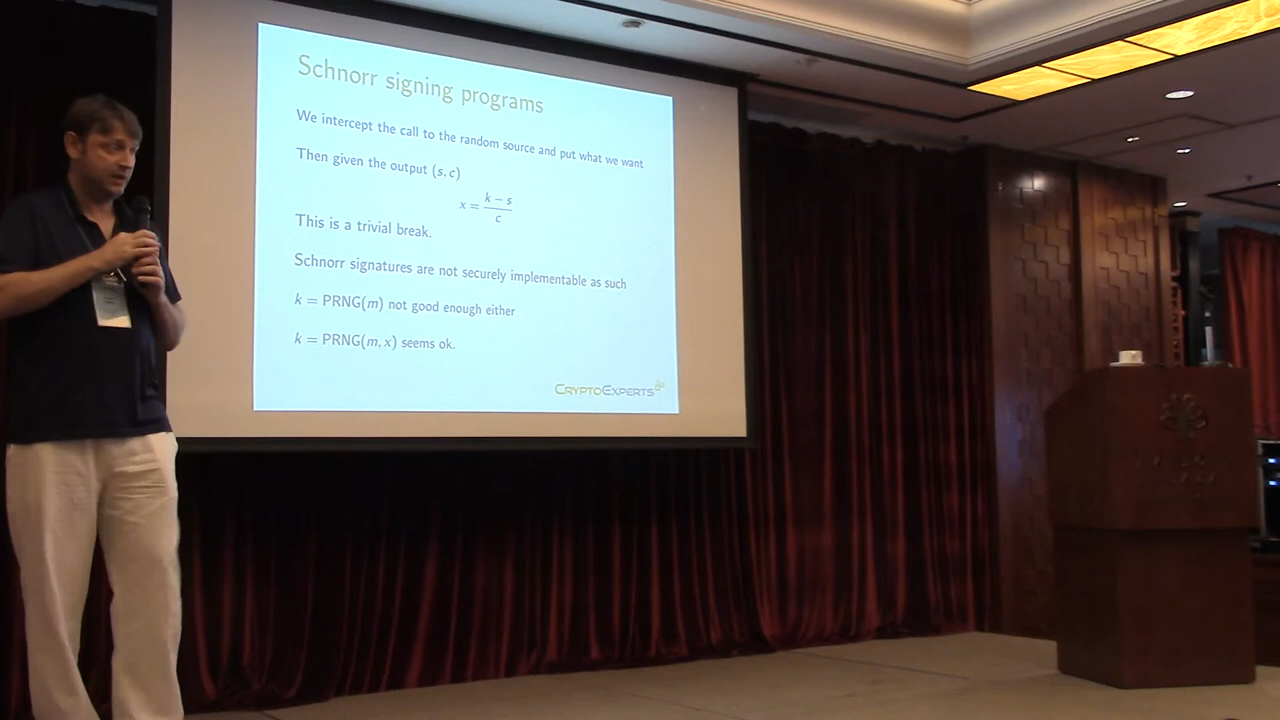 Schnorr signing programs
We intercept the call to the random source and put what we want
Then given the output (s, c)
x = \frac{k - s}{c}
This is a trivial break.
Schnorr signatures are not securely implementable as such
k = PRNG(m) not good enough either
k = PRNG(m, x) seems ok.
CRYPTOEXPERTS